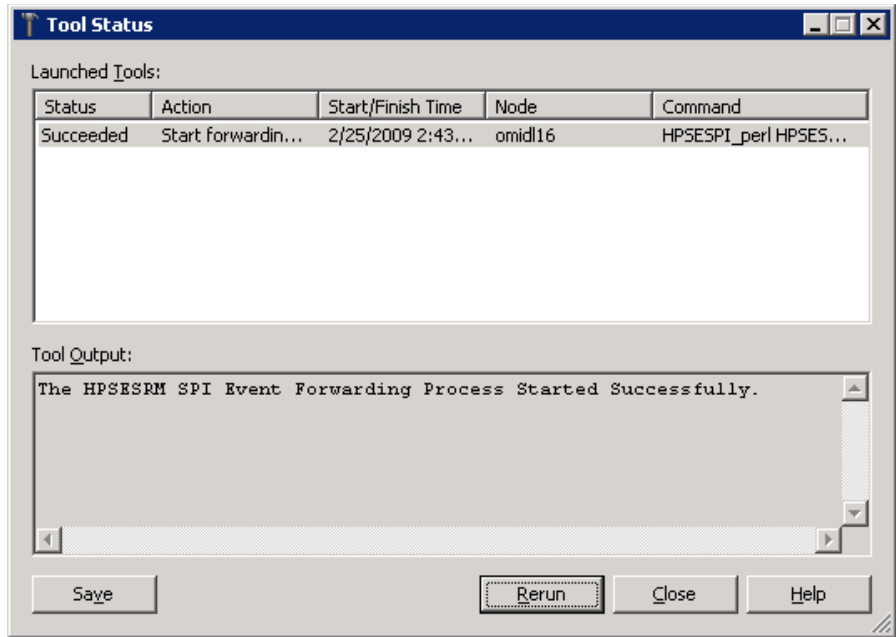 Tool Status
Launched Tools:
Status Action Start/Finish Time Node Command
Succeeded Start forwardin... 2/25/2009 2:43... omidl16 HPSESPI_perl HPSES...
Tool Output:
The HPSESRM SPI Event Forwarding Process Started Successfully.
Save Rerun Close Help